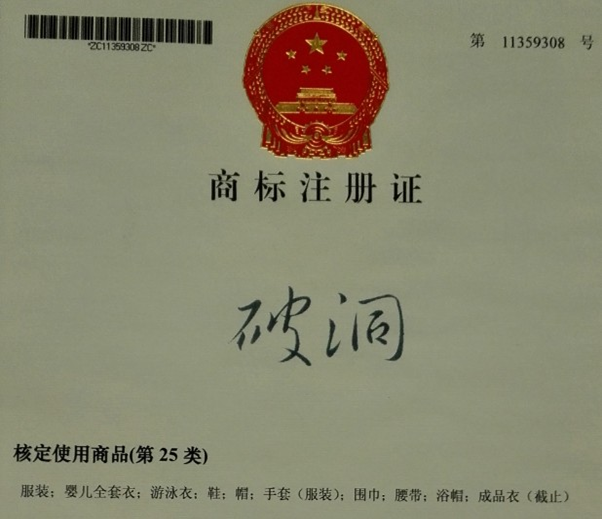 *ZC11359308ZC*
第 11359308 号
商标注册证
破洞
核定使用商品(第 25 类)
服装；婴儿全套衣；游泳衣；鞋；帽；手套（服装）；围巾；腰带；浴帽；成品衣（截止）